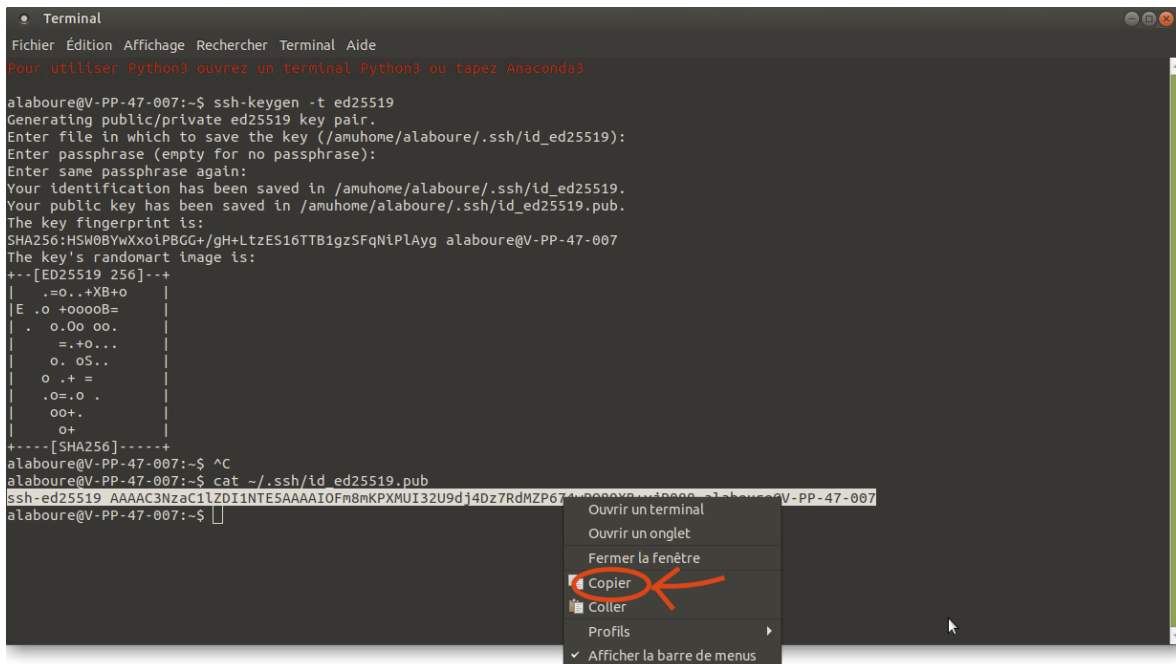 Terminal
Fichier Édition Affichage Rechercher Terminal Aide
Pour utiliser Python3 ouvrez un terminal Python3 ou tapez Anaconda3
alaboure@V-PP-47-007:~$ ssh-keygen -t ed25519
Generating public/private ed25519 key pair.
Enter file in which to save the key (/amuhome/alaboure/.ssh/id_ed25519):
Enter passphrase (empty for no passphrase):
Enter same passphrase again:
Your identification has been saved in /amuhome/alaboure/.ssh/id_ed25519.
Your public key has been saved in /amuhome/alaboure/.ssh/id_ed25519.pub.
The key fingerprint is:
SHA256:HSW0BYwXxoiPBGG+/gH+LtzES16TTB1gzSFqNiPlAyg alaboure@V-PP-47-007
The key's randomart image is:
+--[ED25519 256]--+
|    .=o..+XB+o    |
|E .o +ooooB=     |
| .  o.Oo oo.     |
|     =.+o...     |
|    o. oS..      |
|   o .+ =        |
|   .o=.o .       |
|    oo+.         |
|     o+          |
+----[SHA256]-----+
alaboure@V-PP-47-007:~$ ^C
alaboure@V-PP-47-007:~$ cat ~/.ssh/id_ed25519.pub
ssh-ed25519 AAAAC3NzaC1lZDI1NTE5AAAAIOFm8mKPXMUI32U9dj4Dz7RdMZP674 alaboure@V-PP-47-007
alaboure@V-PP-47-007:~$
Ouvrir un terminal
Ouvrir un onglet
Fermer la fenêtre
Copier
Coller
Profils
Afficher la barre de menus